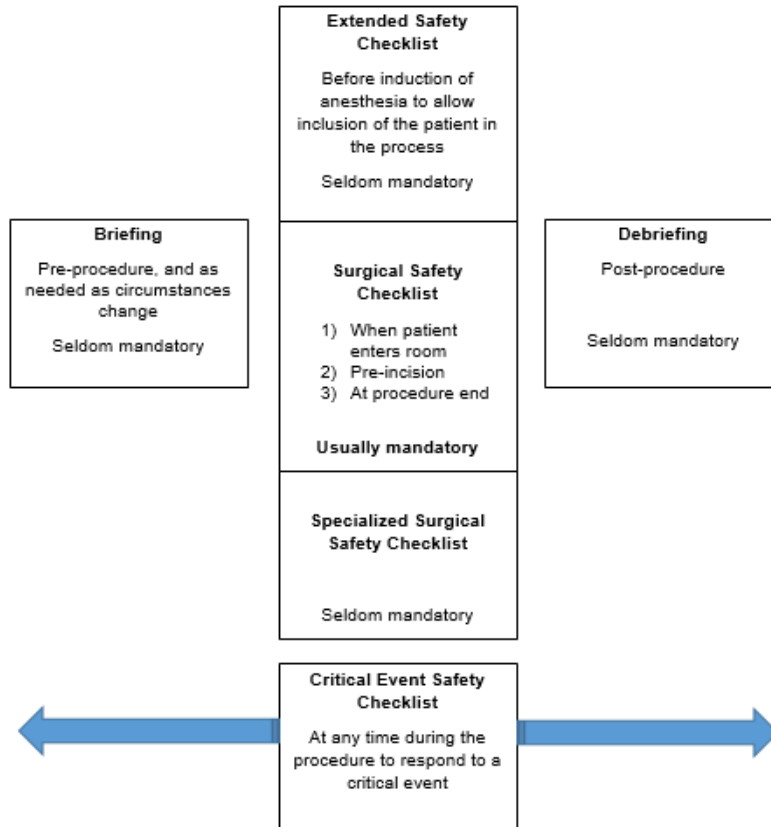 Extended Safety
Checklist
Before induction of
anesthesia to allow
inclusion of the patient in
the process
Seldom mandatory
Briefing
Pre-procedure, and as
needed as circumstances
change
Seldom mandatory
Surgical Safety
Checklist
1) When patient
enters room
2) Pre-incision
3) At procedure end
Usually mandatory
Debriefing
Post-procedure
Seldom mandatory
Specialized Surgical
Safety Checklist
Seldom mandatory
Critical Event Safety
Checklist
At any time during the
procedure to respond to a
critical event